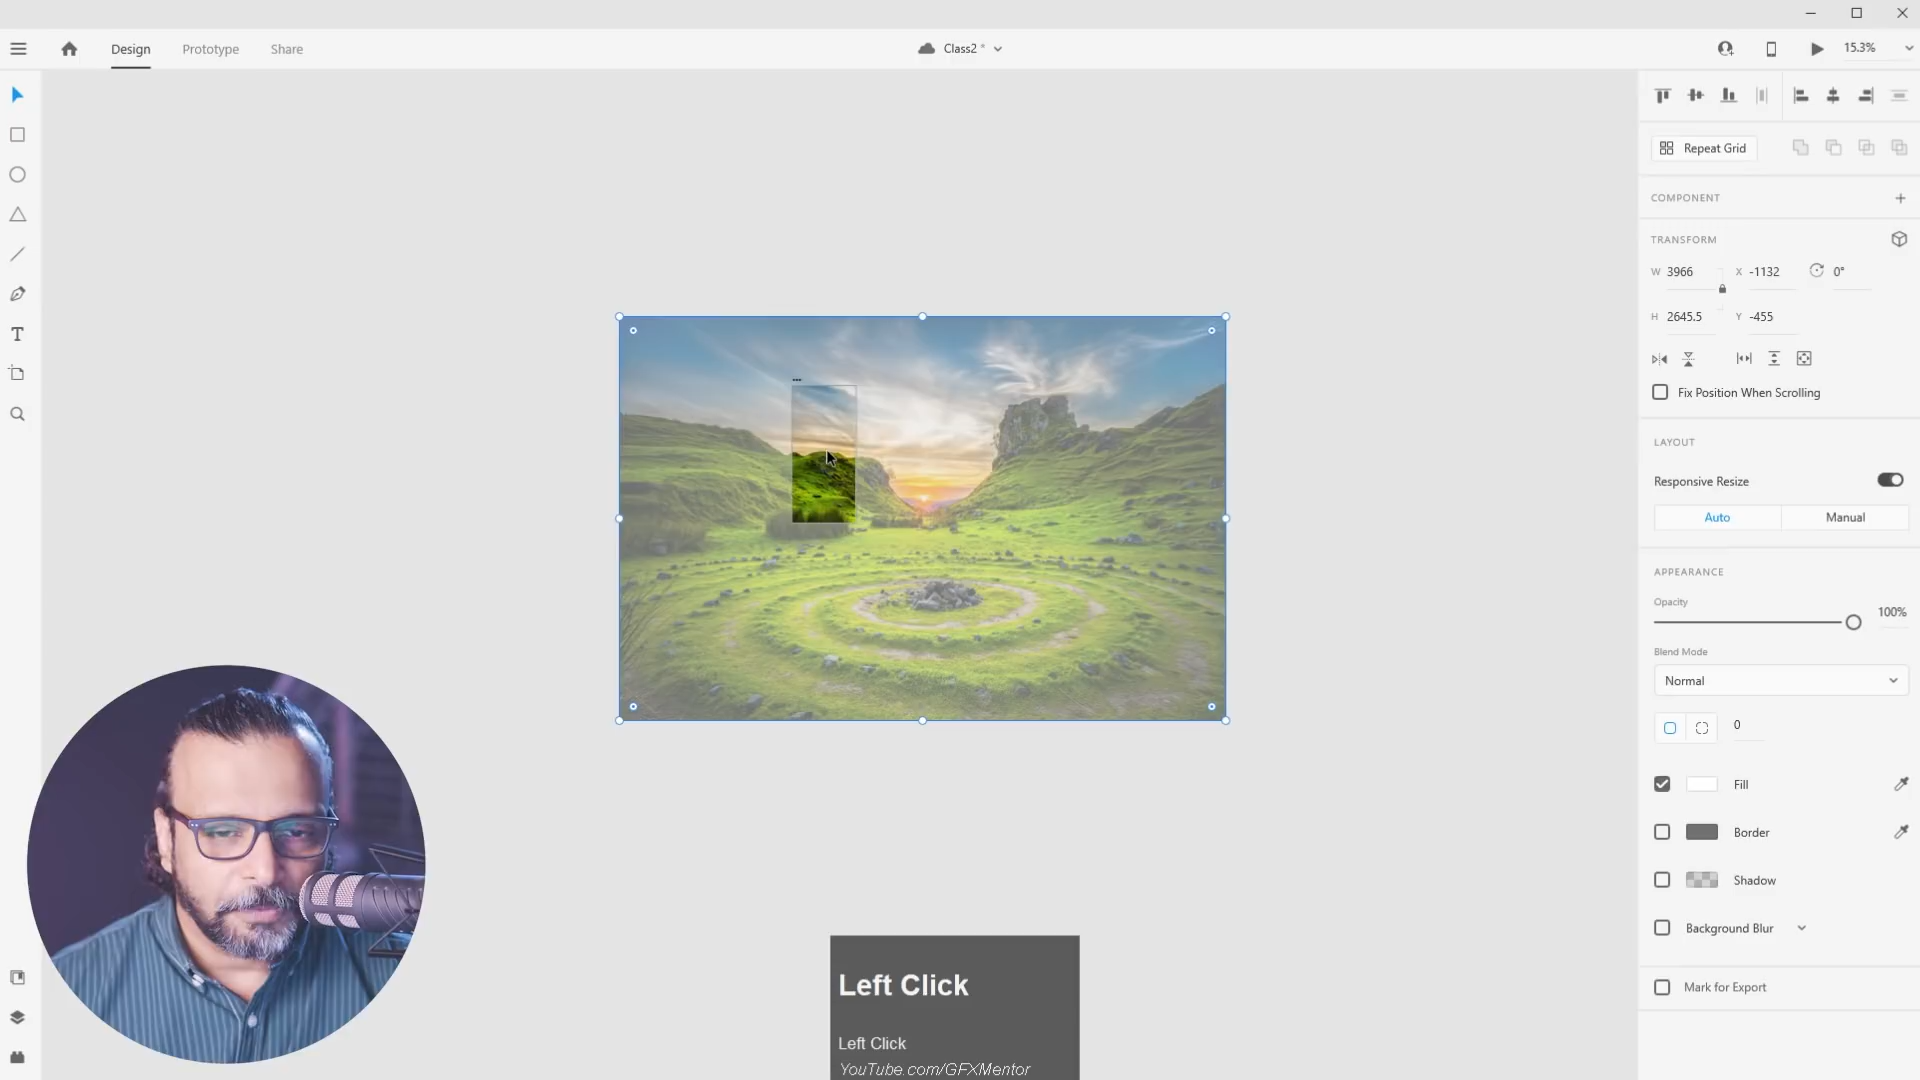 Design Prototype Share
Class2 *
15.3%
Repeat Grid
COMPONENT
TRANSFORM
W 3966 X -1132 0°
H 2645.5 Y -455
Fix Position When Scrolling
LAYOUT
Responsive Resize
Auto Manual
APPEARANCE
Opacity
100%
Blend Mode
Normal
0
Fill
Border
Shadow
Background Blur
Mark for Export
Left Click
Left Click
YouTube.com/GFXMentor